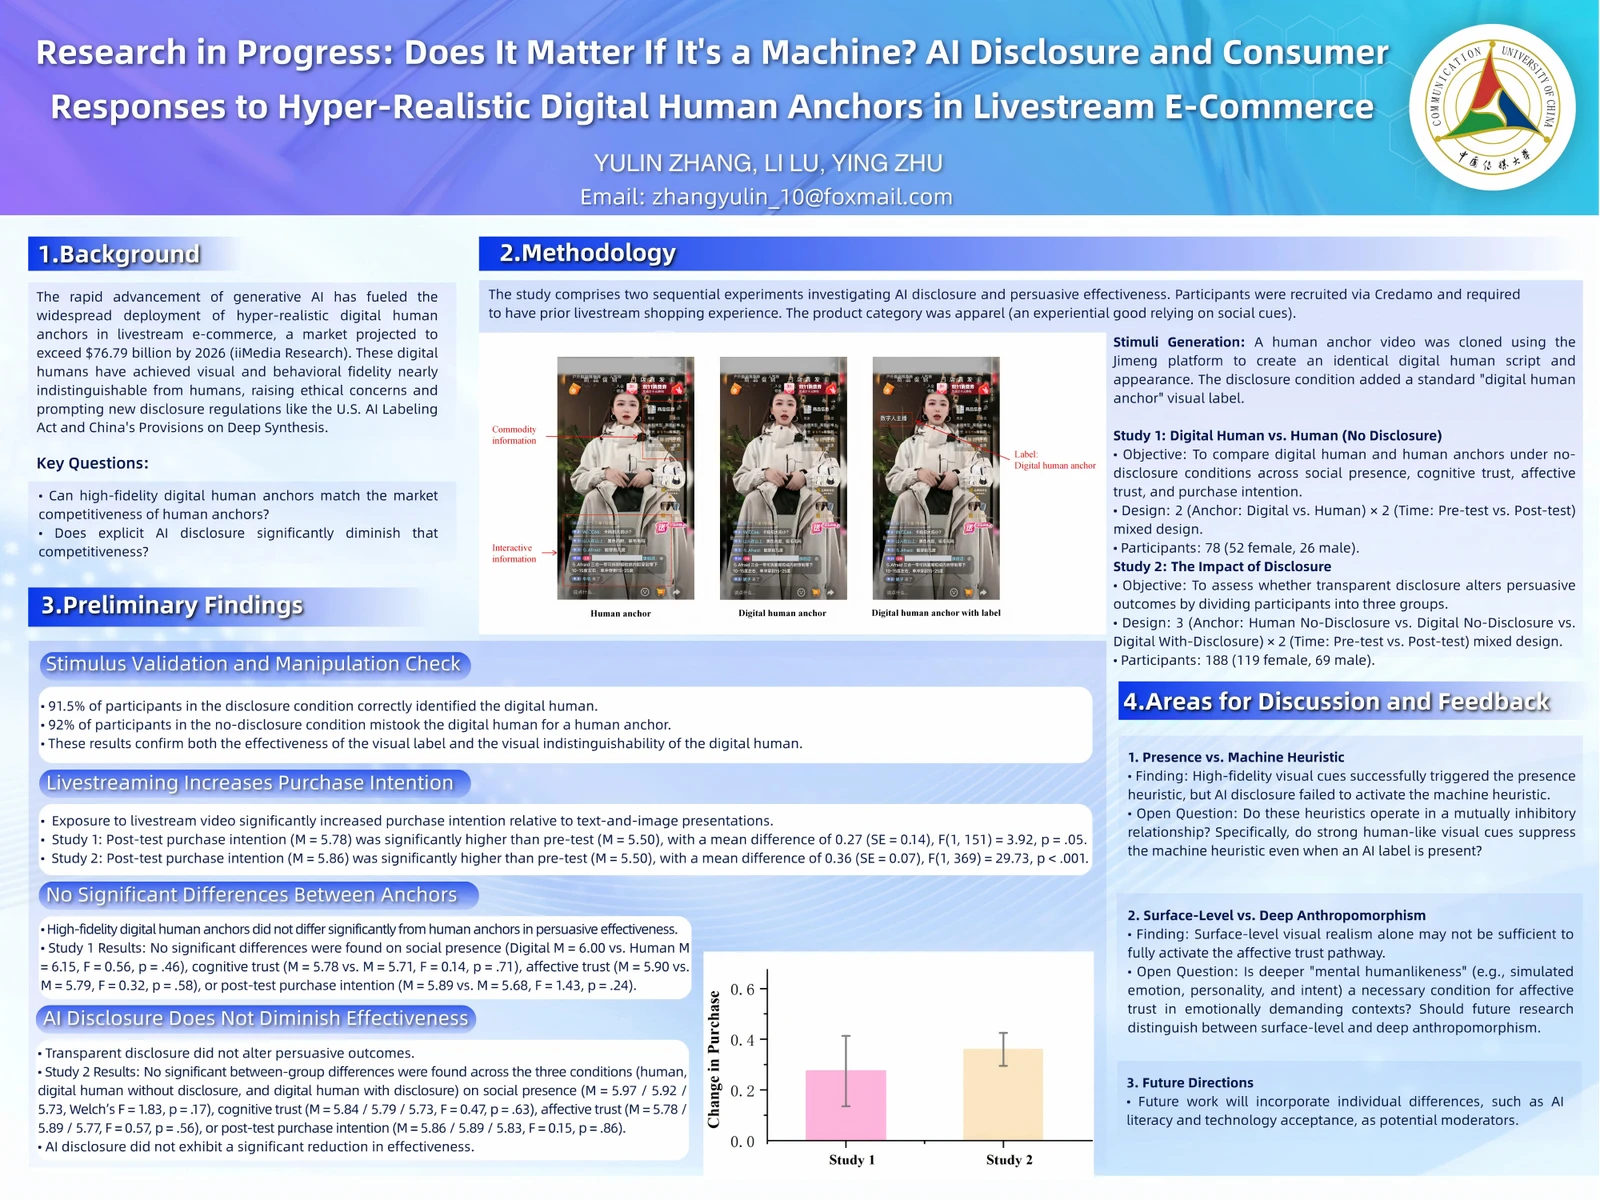 Research in Progress: Does It Matter If It's a Machine? AI Disclosure and Consumer
Responses to Hyper-Realistic Digital Human Anchors in Livestream E-Commerce
YULIN ZHANG, LI LU, YING ZHU
Email: zhangyulin_10@foxmail.com
COMMUNICATION UNIVERSITY OF CHINA
中国传媒大学
1.Background
The rapid advancement of generative AI has fueled the
widespread deployment of hyper-realistic digital human
anchors in livestream e-commerce, a market projected to
exceed $76.79 billion by 2026 (iiMedia Research). These digital
humans have achieved visual and behavioral fidelity nearly
indistinguishable from humans, raising ethical concerns and
prompting new disclosure regulations like the U.S. AI Labeling
Act and China's Provisions on Deep Synthesis.
Key Questions:
• Can high-fidelity digital human anchors match the market
competitiveness of human anchors?
• Does explicit AI disclosure significantly diminish that
competitiveness?
2.Methodology
The study comprises two sequential experiments investigating AI disclosure and persuasive effectiveness. Participants were recruited via Credamo and required
to have prior livestream shopping experience. The product category was apparel (an experiential good relying on social cues).
Commodity
information
Interactive
information
数字人主播
Label:
Digital human anchor
Human anchor
Digital human anchor
Digital human anchor with label
Stimuli Generation: A human anchor video was cloned using the
Jimeng platform to create an identical digital human script and
appearance. The disclosure condition added a standard "digital human
anchor" visual label.
Study 1: Digital Human vs. Human (No Disclosure)
• Objective: To compare digital human and human anchors under no-
disclosure conditions across social presence, cognitive trust, affective
trust, and purchase intention.
• Design: 2 (Anchor: Digital vs. Human) × 2 (Time: Pre-test vs. Post-test)
mixed design.
• Participants: 78 (52 female, 26 male).
Study 2: The Impact of Disclosure
• Objective: To assess whether transparent disclosure alters persuasive
outcomes by dividing participants into three groups.
• Design: 3 (Anchor: Human No-Disclosure vs. Digital No-Disclosure vs.
Digital With-Disclosure) × 2 (Time: Pre-test vs. Post-test) mixed design.
• Participants: 188 (119 female, 69 male).
3.Preliminary Findings
Stimulus Validation and Manipulation Check
• 91.5% of participants in the disclosure condition correctly identified the digital human.
• 92% of participants in the no-disclosure condition mistook the digital human for a human anchor.
• These results confirm both the effectiveness of the visual label and the visual indistinguishability of the digital human.
Livestreaming Increases Purchase Intention
• Exposure to livestream video significantly increased purchase intention relative to text-and-image presentations.
• Study 1: Post-test purchase intention (M = 5.78) was significantly higher than pre-test (M = 5.50), with a mean difference of 0.27 (SE = 0.14), F(1, 151) = 3.92, p = .05.
• Study 2: Post-test purchase intention (M = 5.86) was significantly higher than pre-test (M = 5.50), with a mean difference of 0.36 (SE = 0.07), F(1, 369) = 29.73, p < .001.
No Significant Differences Between Anchors
• High-fidelity digital human anchors did not differ significantly from human anchors in persuasive effectiveness.
• Study 1 Results: No significant differences were found on social presence (Digital M = 6.00 vs. Human M
= 6.15, F = 0.56, p = .46), cognitive trust (M = 5.78 vs. M = 5.71, F = 0.14, p = .71), affective trust (M = 5.90 vs.
M = 5.79, F = 0.32, p = .58), or post-test purchase intention (M = 5.89 vs. M = 5.68, F = 1.43, p = .24).
AI Disclosure Does Not Diminish Effectiveness
• Transparent disclosure did not alter persuasive outcomes.
• Study 2 Results: No significant between-group differences were found across the three conditions (human,
digital human without disclosure, and digital human with disclosure) on social presence (M = 5.97 / 5.92 /
5.73, Welch's F = 1.83, p = .17), cognitive trust (M = 5.84 / 5.79 / 5.73, F = 0.47, p = .63), affective trust (M = 5.78 /
5.89 / 5.77, F = 0.57, p = .56), or post-test purchase intention (M = 5.86 / 5.89 / 5.83, F = 0.15, p = .86).
• AI disclosure did not exhibit a significant reduction in effectiveness.
Change in Purchase
0.6
0.4
0.2
0.0
Study 1
Study 2
4.Areas for Discussion and Feedback
1. Presence vs. Machine Heuristic
• Finding: High-fidelity visual cues successfully triggered the presence
heuristic, but AI disclosure failed to activate the machine heuristic.
• Open Question: Do these heuristics operate in a mutually inhibitory
relationship? Specifically, do strong human-like visual cues suppress
the machine heuristic even when an AI label is present?
2. Surface-Level vs. Deep Anthropomorphism
• Finding: Surface-level visual realism alone may not be sufficient to
fully activate the affective trust pathway.
• Open Question: Is deeper "mental humanlikeness" (e.g., simulated
emotion, personality, and intent) a necessary condition for affective
trust in emotionally demanding contexts? Should future research
distinguish between surface-level and deep anthropomorphism.
3. Future Directions
• Future work will incorporate individual differences, such as AI
literacy and technology acceptance, as potential moderators.